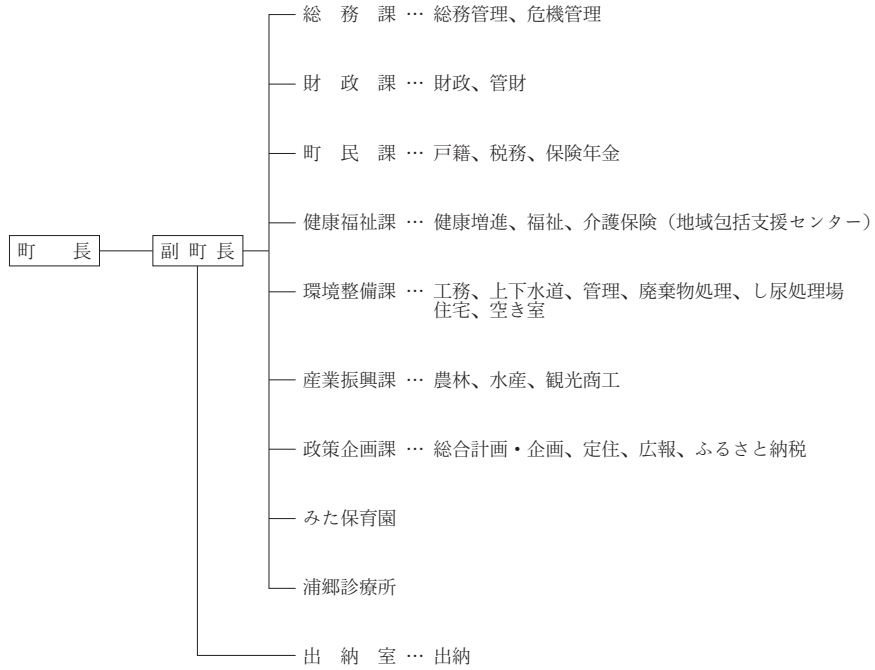 総務課 … 総務管理、危機管理
財政課 … 財政、管財
町民課 … 戸籍、税務、保険年金
健康福祉課 … 健康増進、福祉、介護保険（地域包括支援センター）
町長
副町長
環境整備課 … 工務、上下水道、管理、廃棄物処理、し尿処理場
住宅、空き室
産業振興課 … 農林、水産、観光商工
政策企画課 … 総合計画・企画、定住、広報、ふるさと納税
みた保育園
浦郷診療所
出納室 … 出納